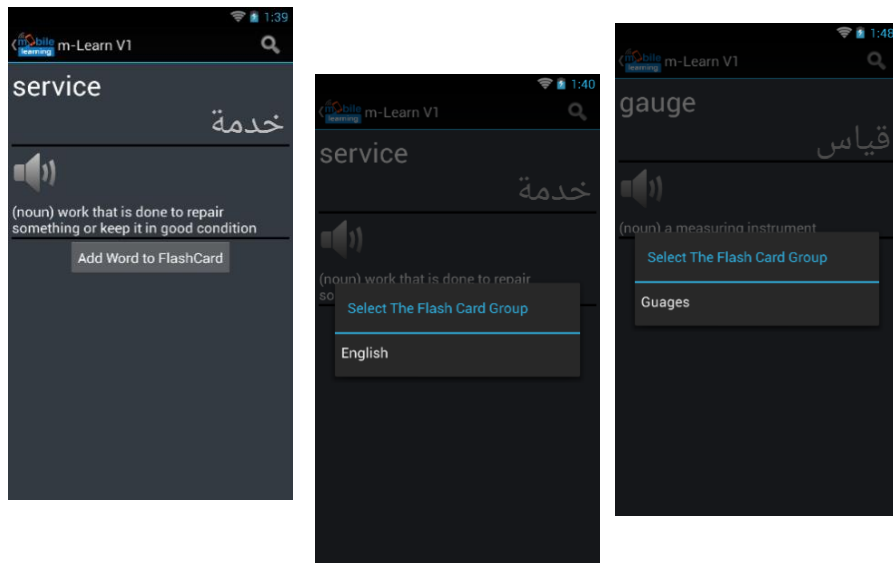 1:39
mobile
learning
m-Learn V1
service
خدمة
(noun) work that is done to repair
something or keep it in good condition
Add Word to FlashCard
1:40
mobile
learning
m-Learn V1
service
خدمة
(noun) work that is done to repair
so
Select The Flash Card Group
English
1:48
mobile
learning
m-Learn V1
gauge
قياس
(noun) a measuring instrument
Select The Flash Card Group
Guages